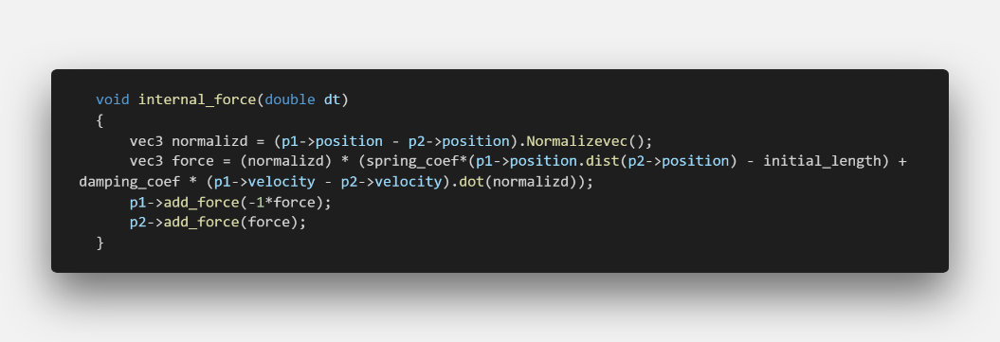 void internal_force(double dt)
{
vec3 normalizd = (p1->position - p2->position).Normalizevec();
vec3 force = (normalizd) * (spring_coef*(p1->position.dist(p2->position) - initial_length) +
damping_coef * (p1->velocity - p2->velocity).dot(normalizd));
p1->add_force(-1*force);
p2->add_force(force);
}